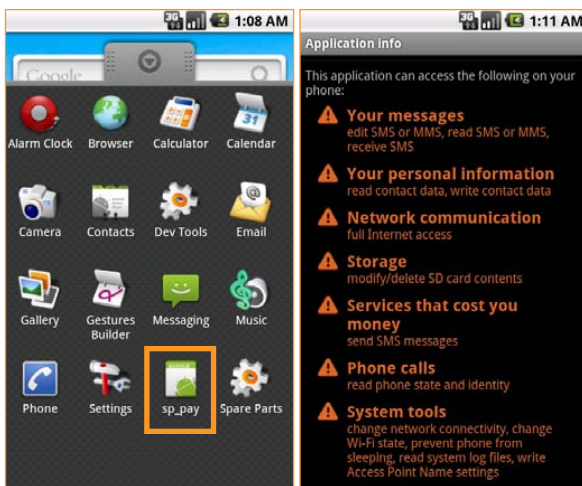 3G
1:08 AM
Google
Alarm Clock
Browser
Calculator
Calendar
31
Camera
Contacts
Dev Tools
Email
Gallery
Gestures
Builder
Messaging
Music
Phone
Settings
sp_pay
Spare Parts
3G
1:11 AM
Application info
This application can access the following on your
phone:
Your messages
edit SMS or MMS, read SMS or MMS,
receive SMS
Your personal information
read contact data, write contact data
Network communication
full Internet access
Storage
modify/delete SD card contents
Services that cost you
money
send SMS messages
Phone calls
read phone state and identity
System tools
change network connectivity, change
Wi-Fi state, prevent phone from
sleeping, read system log files, write
Access Point Name settings